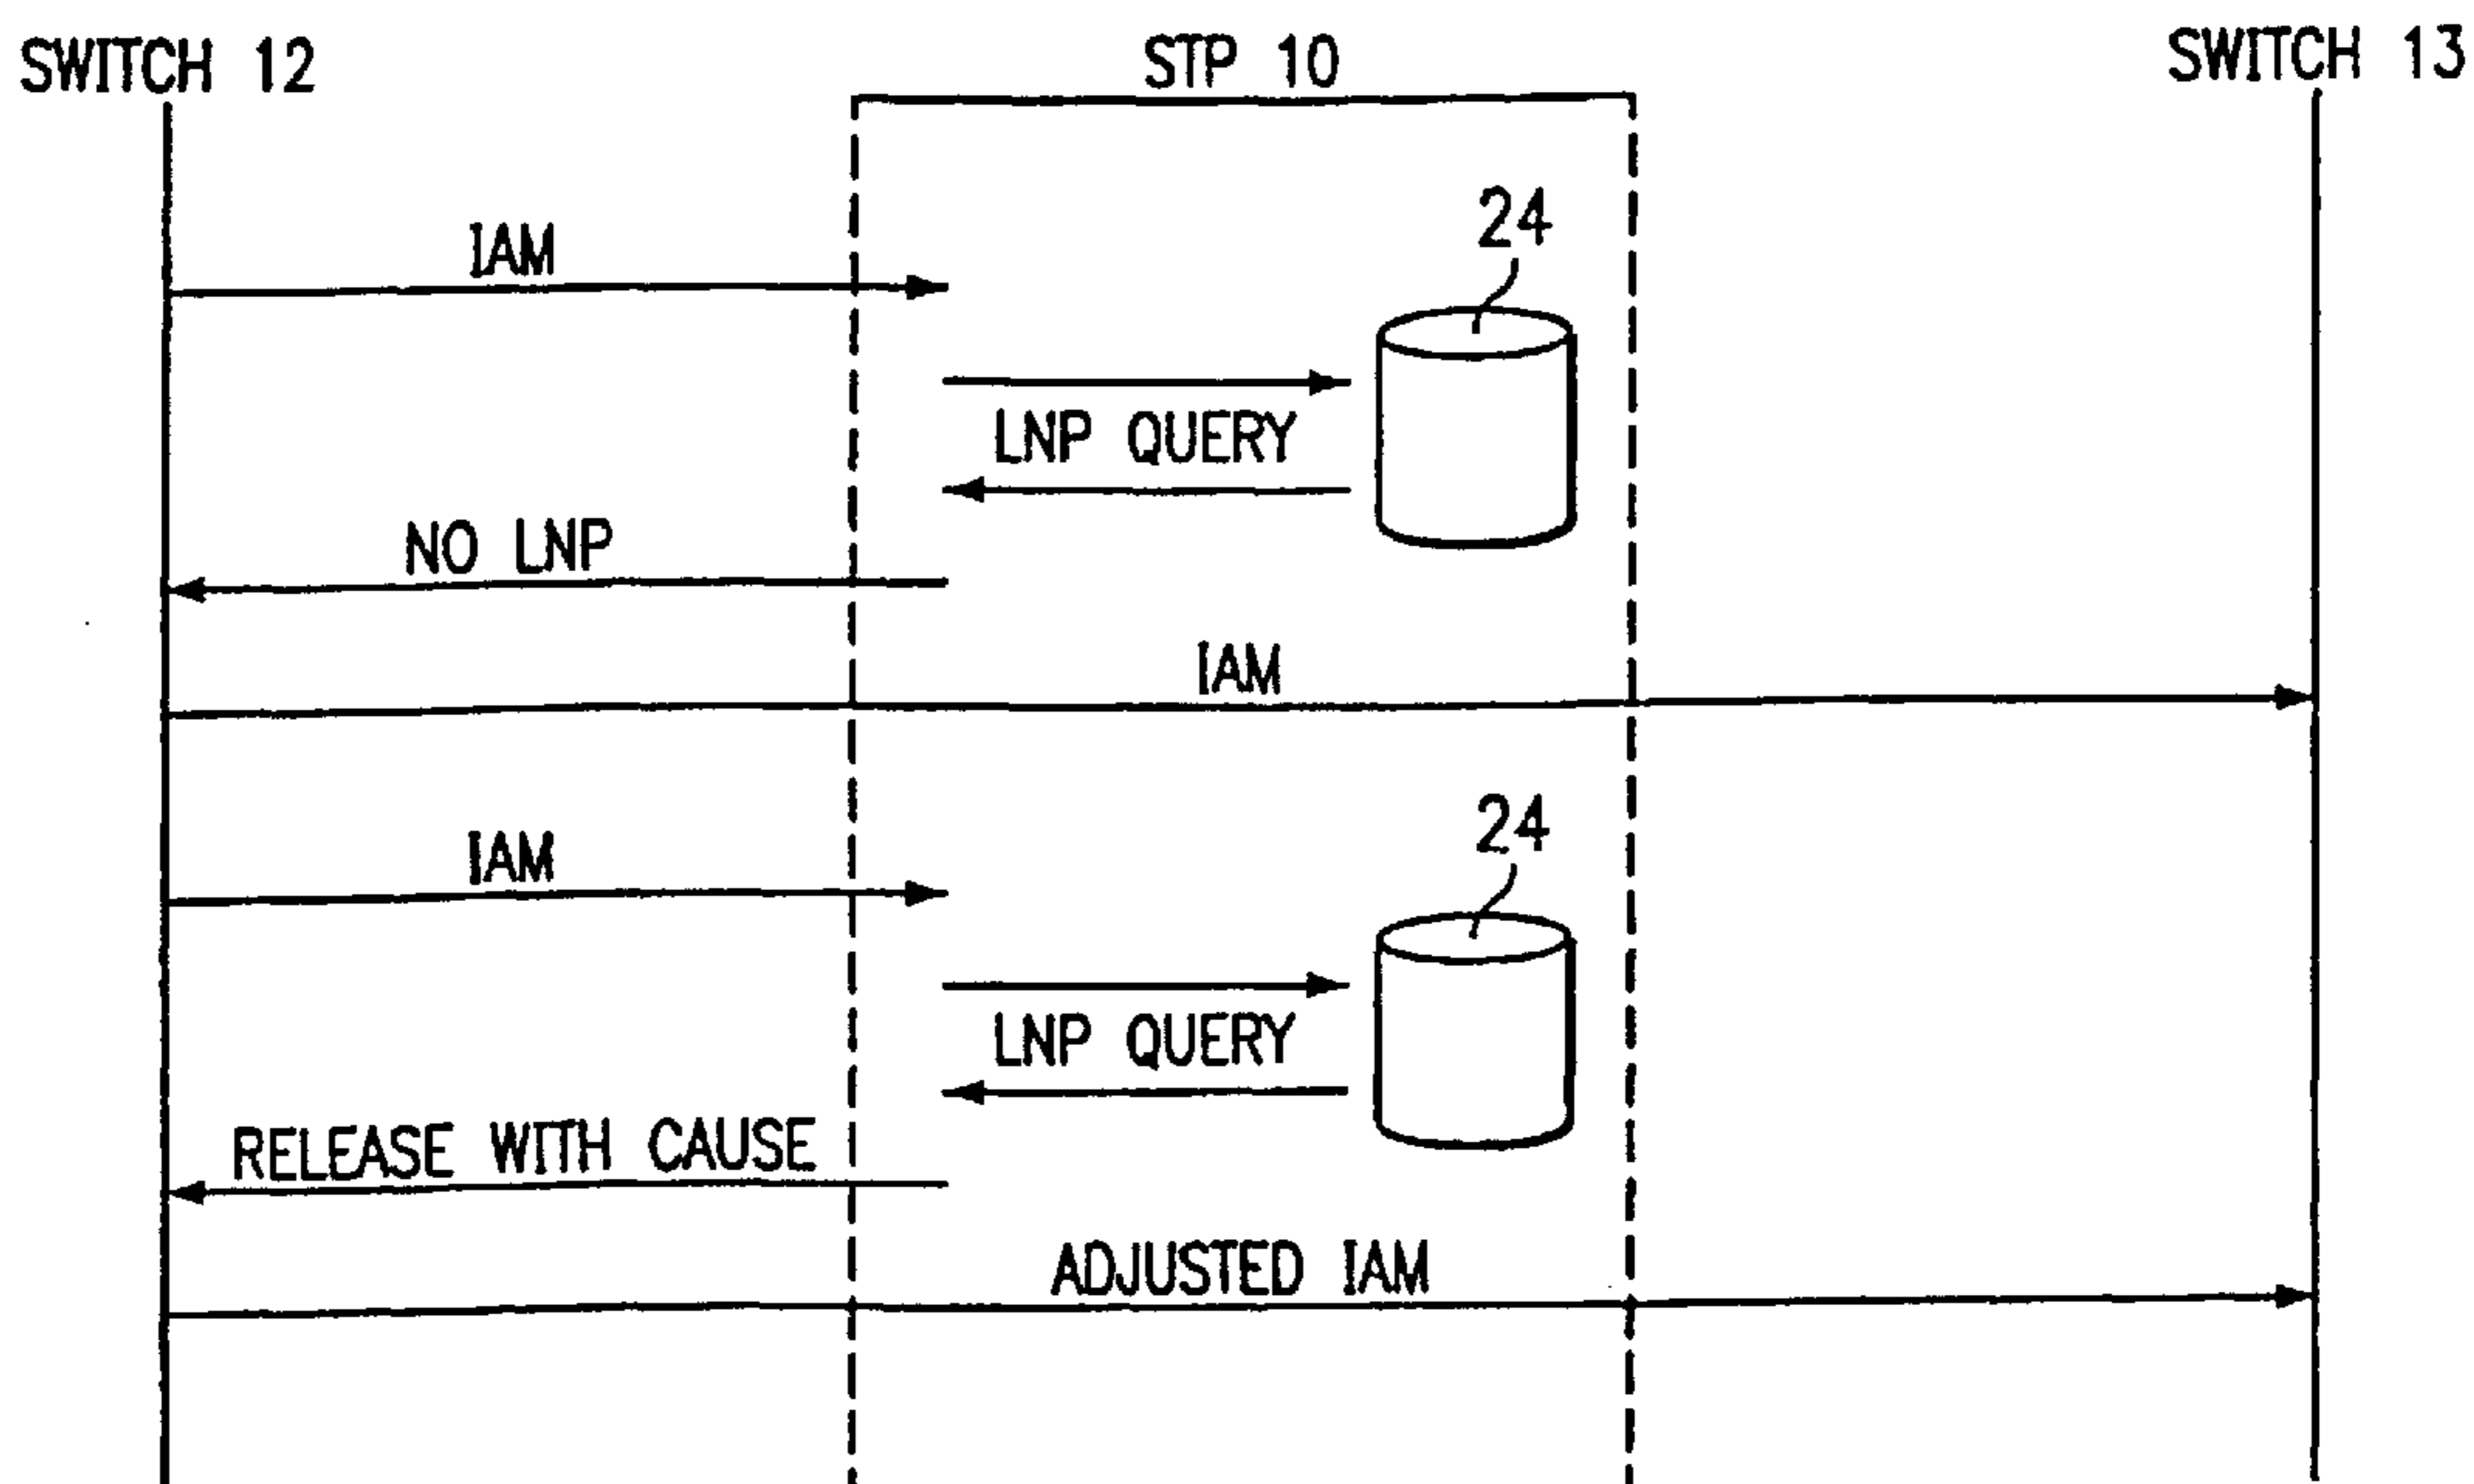 SWITCH 12
STP 10
SWITCH 13
24
IAM
LNP QUERY
NO LNP
IAM
24
IAM
LNP QUERY
RELEASE WITH CAUSE
ADJUSTED IAM